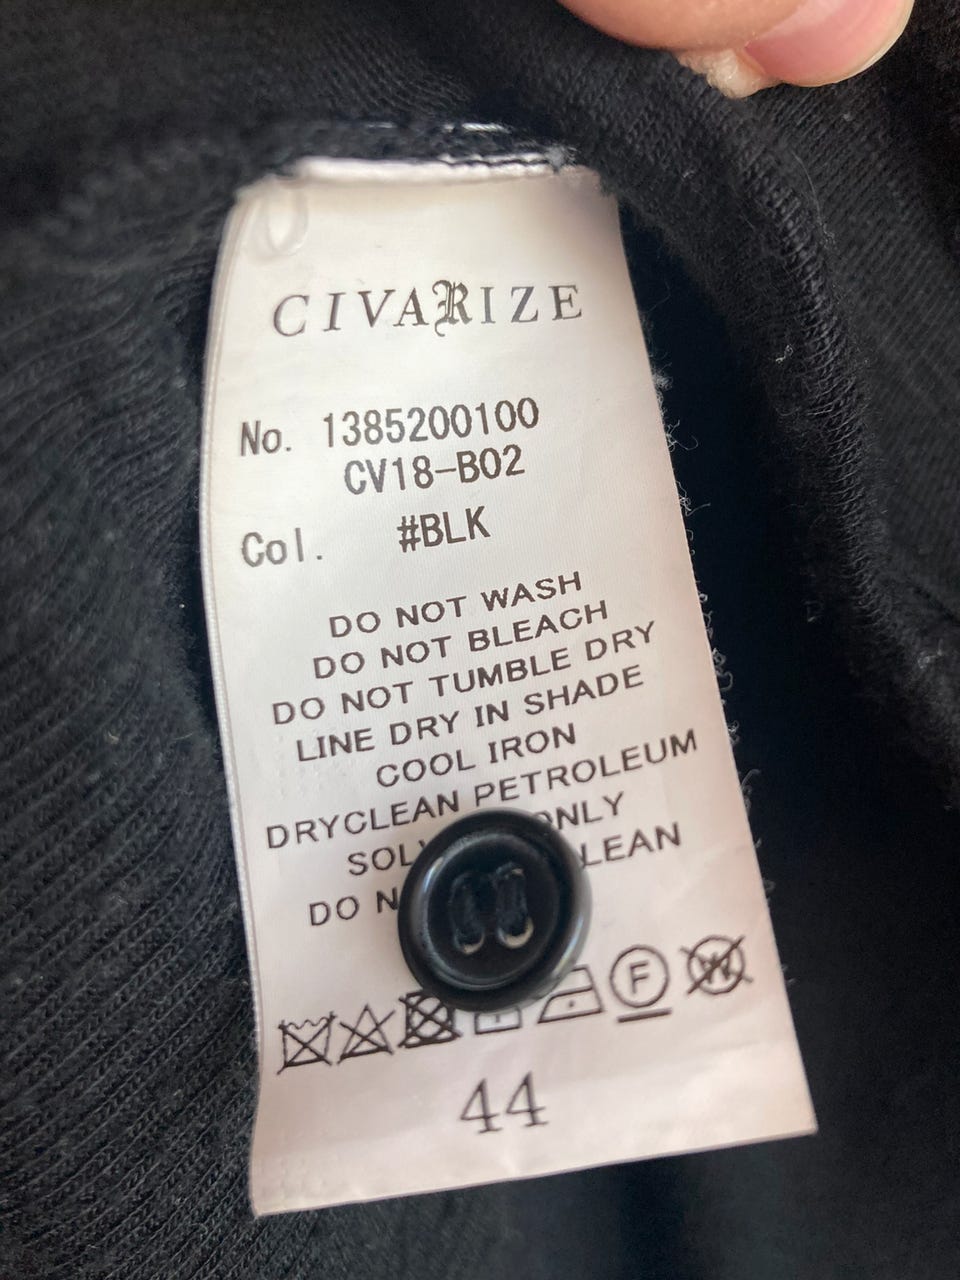 CIVARIZE
No. 1385200100
CV18-B02
Col. #BLK
DO NOT WASH
DO NOT BLEACH
DO NOT TUMBLE DRY
LINE DRY IN SHADE
COOL IRON
DRYCLEAN PETROLEUM
DO
F
W
44